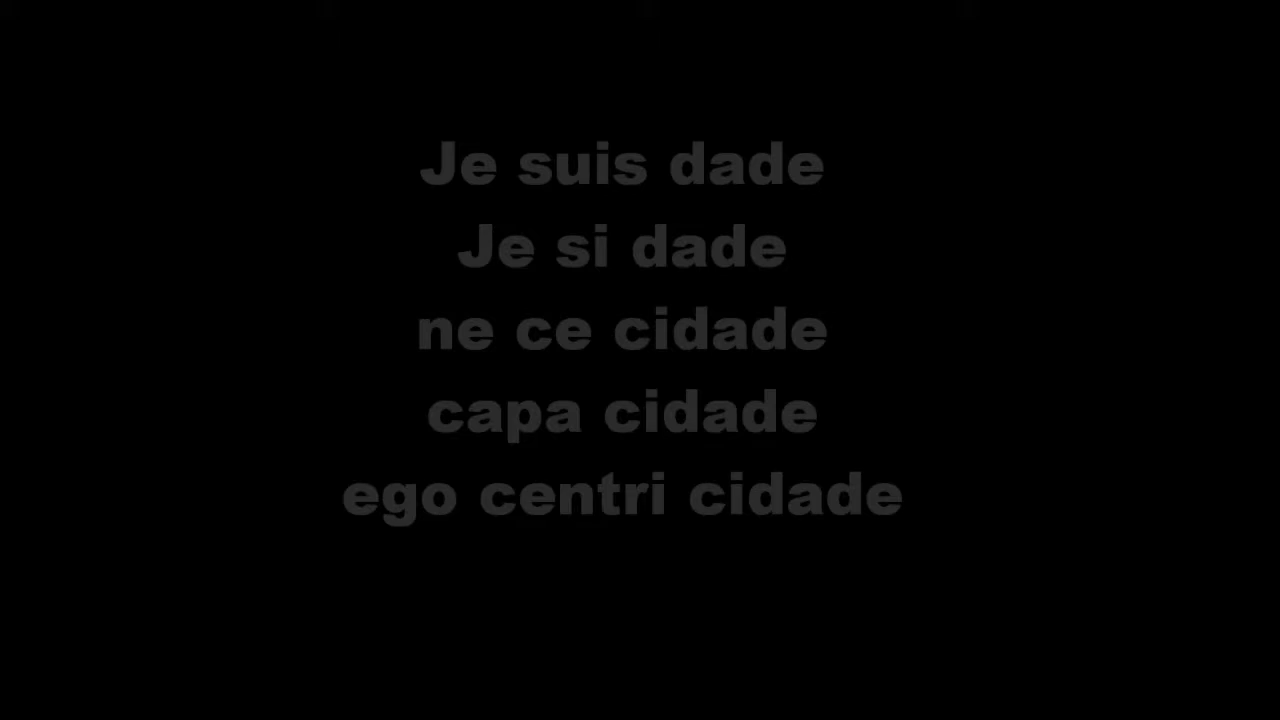 Je suis dade
Je si dade
ne ce cidade
capa cidade
ego centri cidade